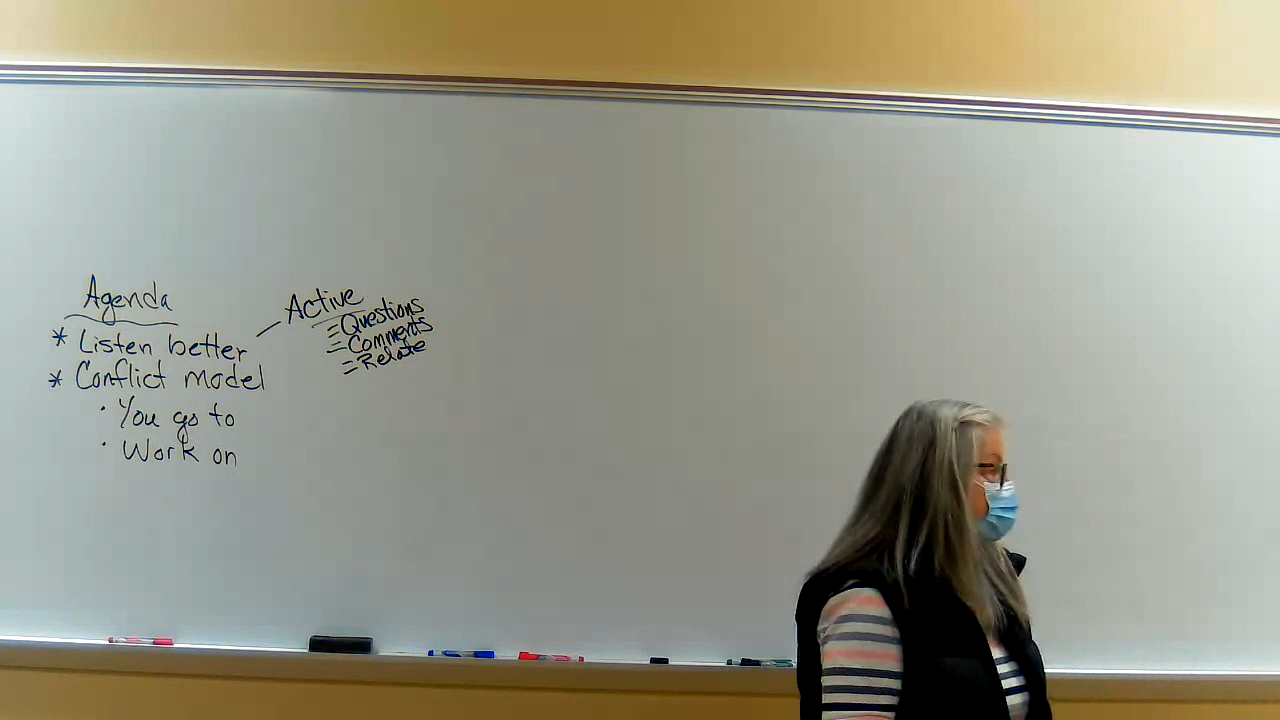 Agenda
* Listen better
* Conflict model
· You go to
· Work on
Active
= Questions
= Comments
= Relate